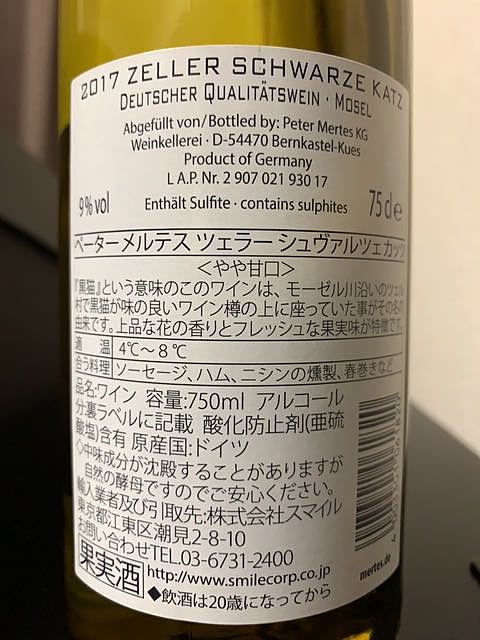 2017 ZELLER SCHWARZE KATZ
DEUTSCHER QUALITÄTSWEIN · MOSEL
Abgefüllt von/Bottled by: Peter Mertes KG
Weinkellerei · D-54470 Bernkastel-Kues
Product of Germany
L A.P. Nr. 2 907 021 930 17
9% vol Enthält Sulfite · contains sulphites 75 cl e
ペーター メルテス ツェラー シュヴァルツェ カッツ
<やや甘口>
『黒猫』という意味のこのワインは、モーゼル川沿いのツェル
村で黒猫が味の良いワイン樽の上に座っていた事がその名の
由来です。上品な花の香りとフレッシュな果実味が特徴です。
適 温 4℃~8℃
合う料理 ソーセージ、ハム、ニシンの燻製、春巻きなど
品名:ワイン 容量:750ml アルコール
分:裏ラベルに記載 酸化防止剤(亜硫
酸塩)含有 原産国:ドイツ
◇中味成分が沈殿することがありますが
自然の酵母ですのでご安心ください。
輸入業者及び引取先:株式会社スマイル
東京都江東区潮見2-8-10
お問い合わせTEL.03-6731-2400
果実酒 http://www.smilecorp.co.jp
◆飲酒は20歳になってから
mertes.de